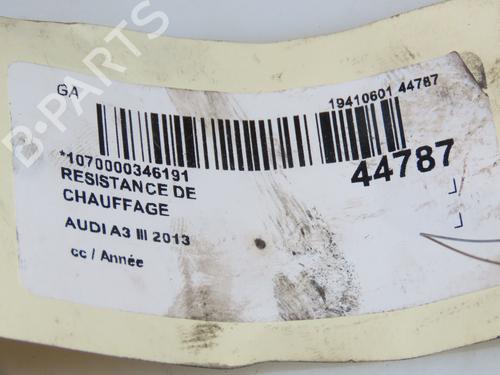 GA
19410601 44787
*1070000346191
44787
RESISTANCE DE
CHAUFFAGE
AUDI A3 III 2013
cc / Année
B-PARTS